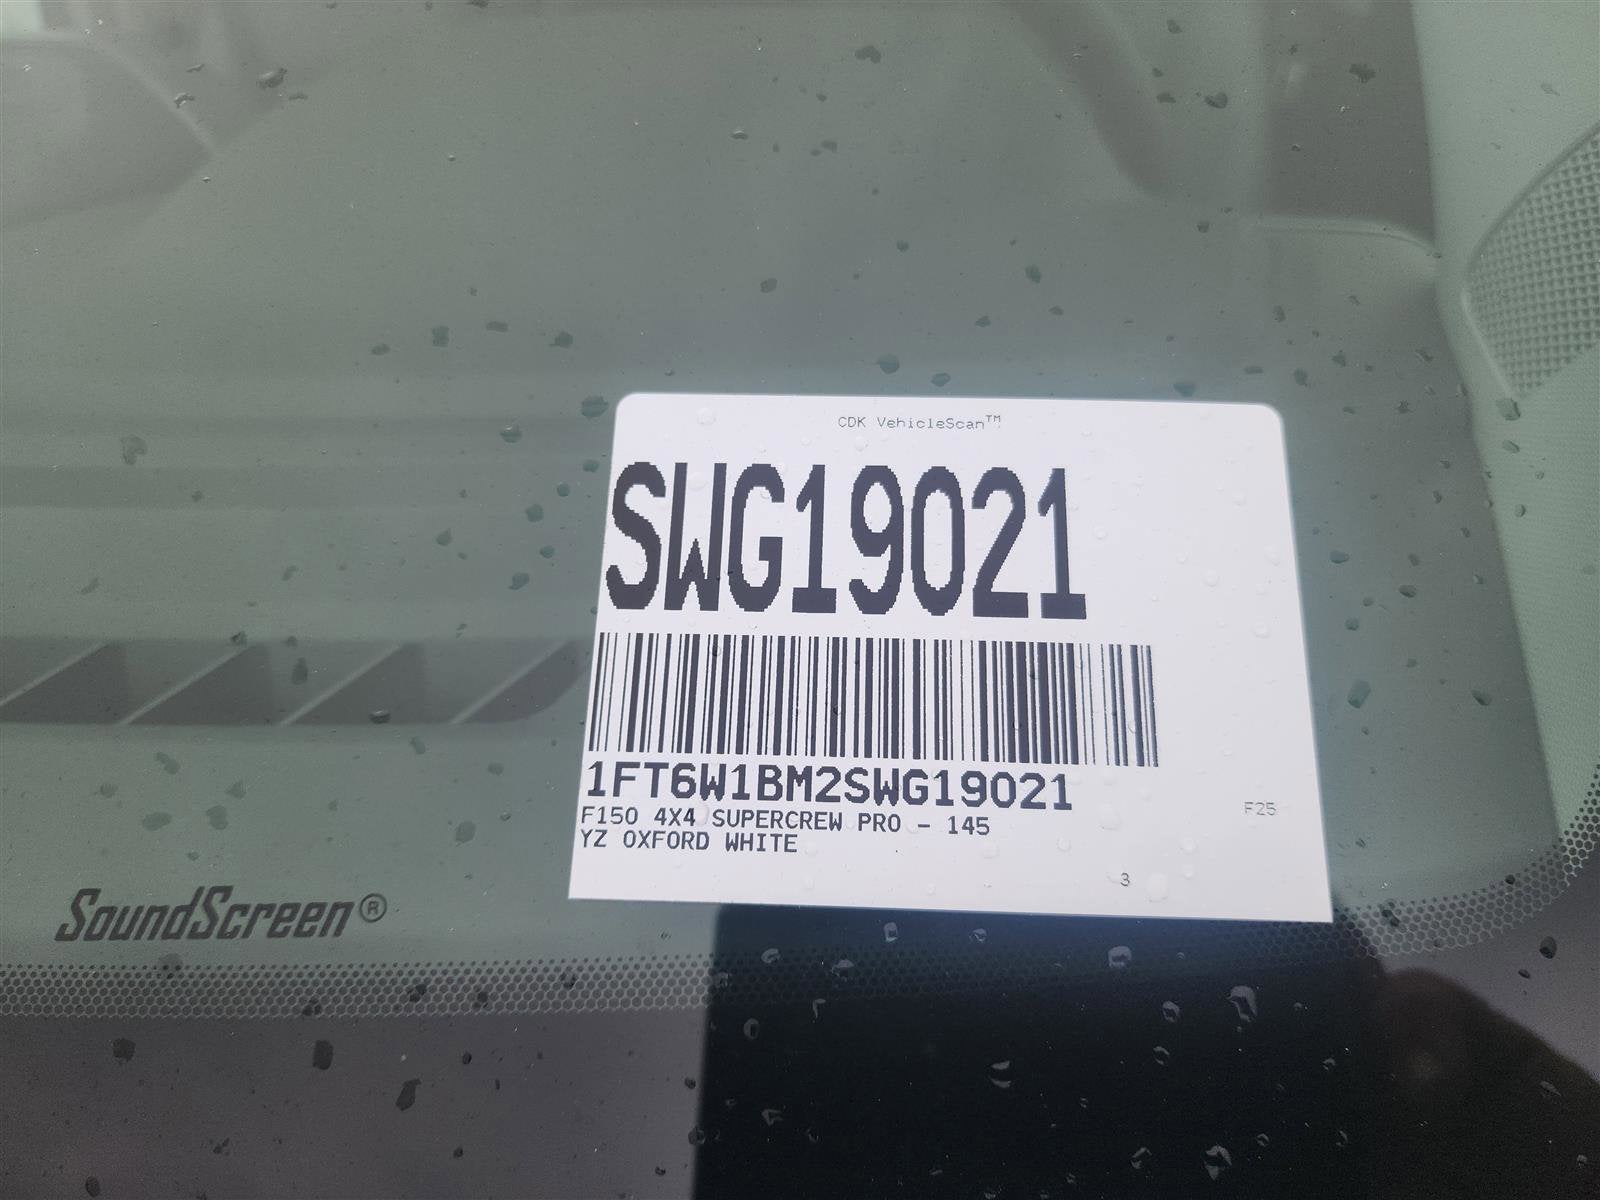 CDK VehicleScan™
SWG19021
1FT6W1BM2SWG19021
F150 4X4 SUPERCREW PRO - 145
F25
YZ OXFORD WHITE
3
SoundScreen®